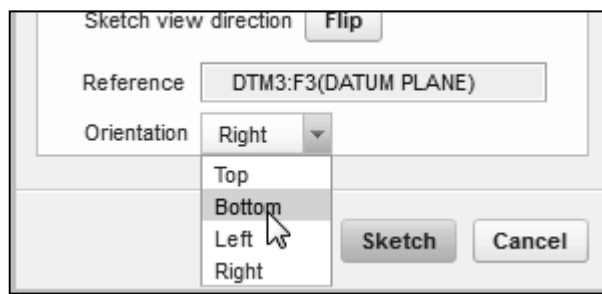 Sketch view direction Flip
Reference DTM3:F3(DATUM PLANE)
Orientation Right
Top
Bottom
Left
Right
Sketch Cancel